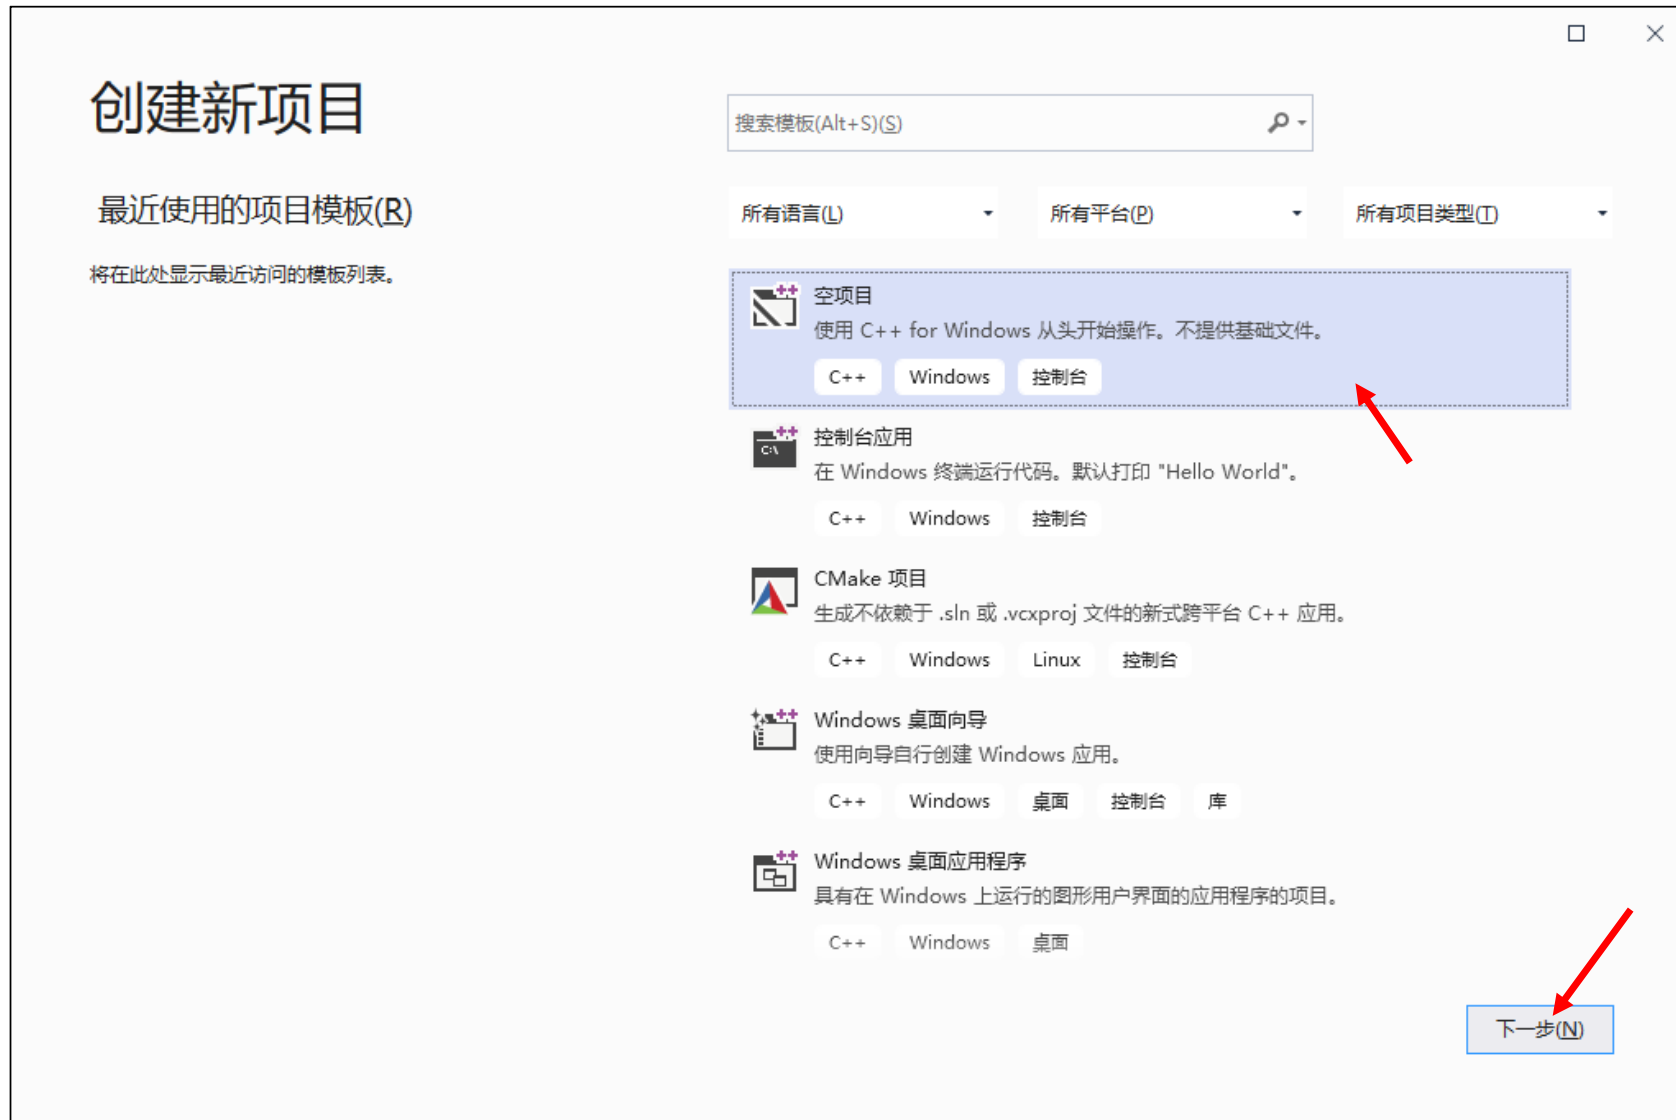 创建新项目
搜索模板(Alt+S)(S)
最近使用的项目模板(R)
所有语言(L)
所有平台(P)
所有项目类型(T)
将在此处显示最近访问的模板列表。
空项目
使用 C++ for Windows 从头开始操作。不提供基础文件。
C++ Windows 控制台
控制台应用
在 Windows 终端运行代码。默认打印 "Hello World"。
C++ Windows 控制台
CMake 项目
生成不依赖于 .sln 或 .vcxproj 文件的新式跨平台 C++ 应用。
C++ Windows Linux 控制台
Windows 桌面向导
使用向导自行创建 Windows 应用。
C++ Windows 桌面 控制台 库
Windows 桌面应用程序
具有在 Windows 上运行的图形用户界面的应用程序的项目。
C++ Windows 桌面
下一步(N)